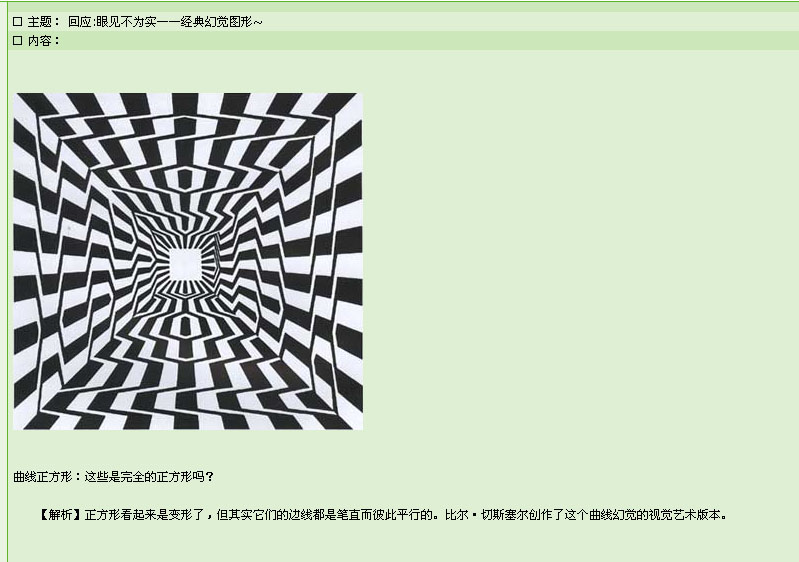 □ 主题： 回应:眼见不为实——经典幻觉图形～
□ 内容：
曲线正方形：这些是完全的正方形吗？
【解析】正方形看起来是变形了，但其实它们的边线都是笔直而彼此平行的。比尔·切斯塞尔创作了这个曲线幻觉的视觉艺术版本。